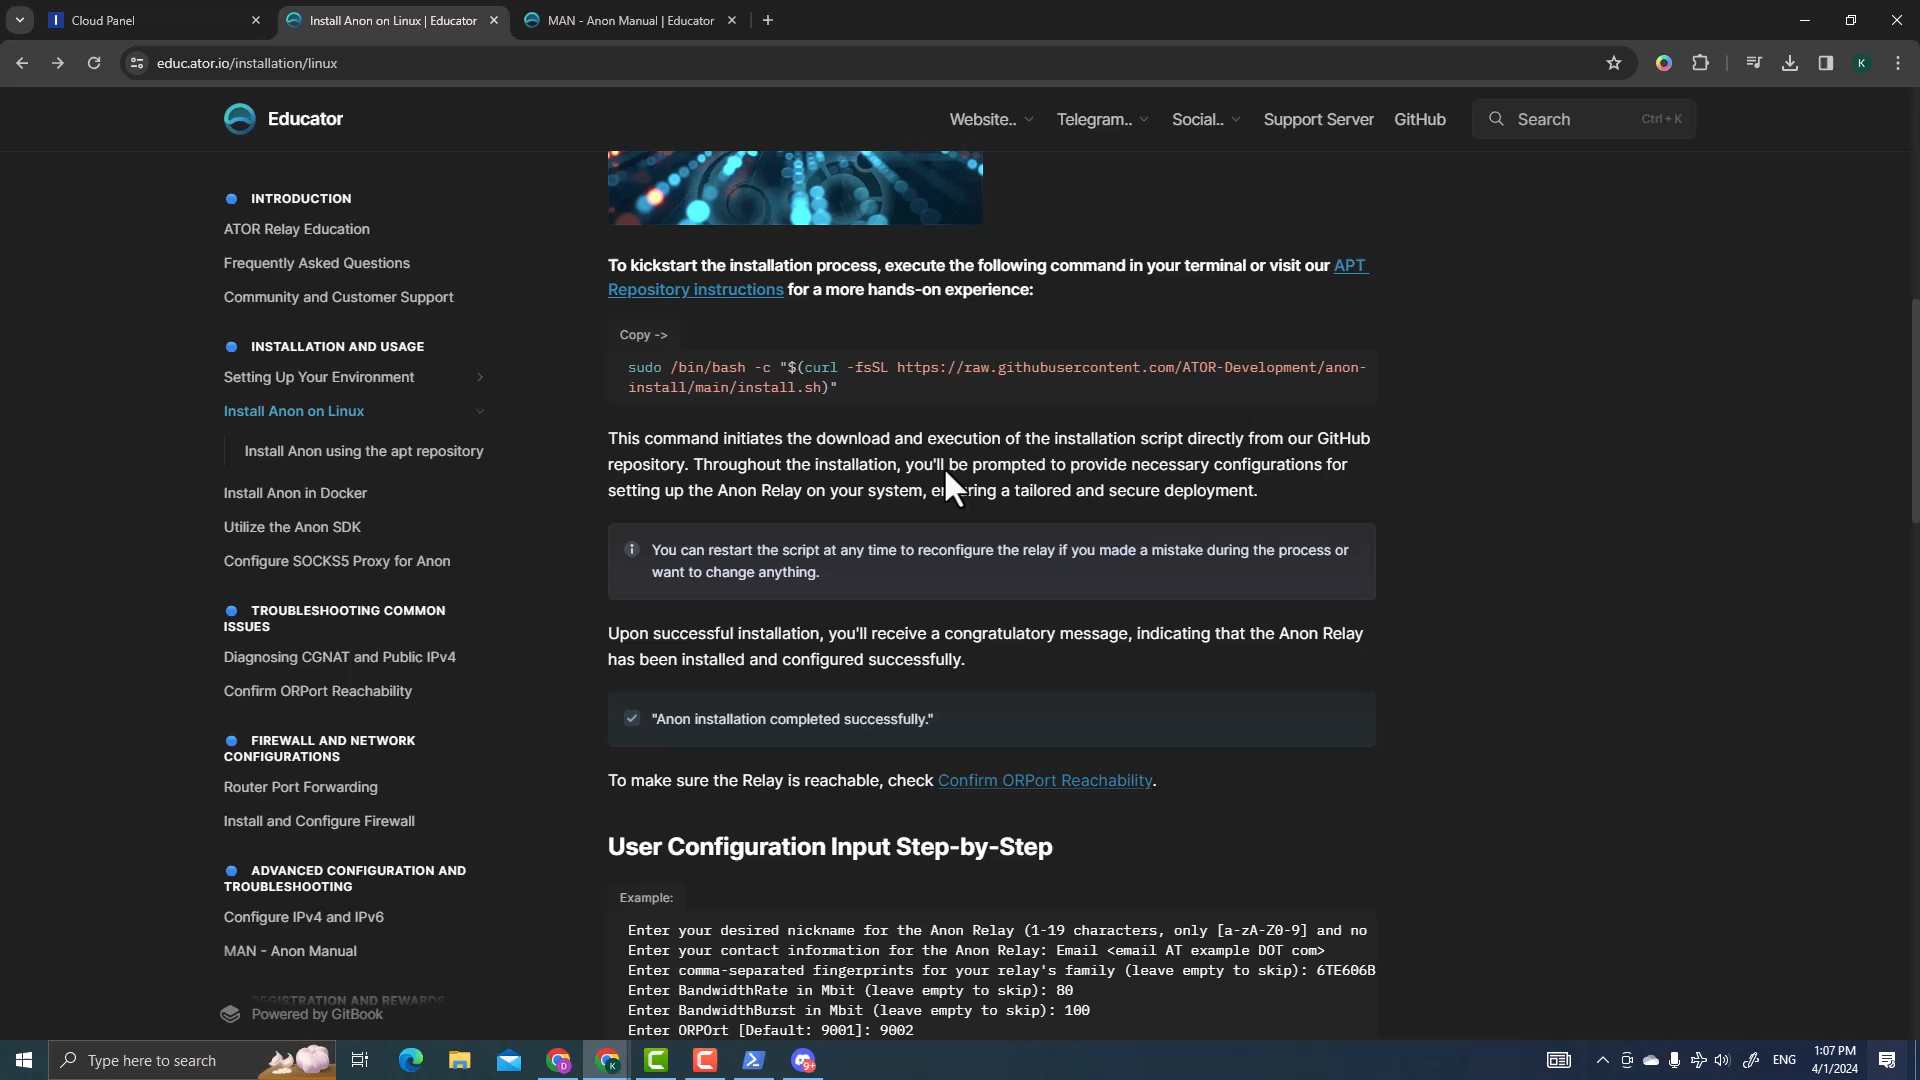 Cloud Panel
Install Anon on Linux | Educator
MAN - Anon Manual | Educator
educ.ator.io/installation/linux
K
Educator
Website..
Telegram..
Social..
Support Server
GitHub
Search
Ctrl + K
INTRODUCTION
ATOR Relay Education
Frequently Asked Questions
Community and Customer Support
INSTALLATION AND USAGE
Setting Up Your Environment
Install Anon on Linux
Install Anon using the apt repository
Install Anon in Docker
Utilize the Anon SDK
Configure SOCKS5 Proxy for Anon
TROUBLESHOOTING COMMON
ISSUES
Diagnosing CGNAT and Public IPv4
Confirm ORPort Reachability
FIREWALL AND NETWORK
CONFIGURATIONS
Router Port Forwarding
Install and Configure Firewall
ADVANCED CONFIGURATION AND
TROUBLESHOOTING
Configure IPv4 and IPv6
MAN - Anon Manual
REGISTRATION AND REWARDS
Powered by GitBook
To kickstart the installation process, execute the following command in your terminal or visit our APT
Repository instructions for a more hands-on experience:
Copy ->
sudo /bin/bash -c "$(curl -fsSL https://raw.githubusercontent.com/ATOR-Development/anon-
install/main/install.sh)"
This command initiates the download and execution of the installation script directly from our GitHub
repository. Throughout the installation, you'll be prompted to provide necessary configurations for
setting up the Anon Relay on your system, ring a tailored and secure deployment.
You can restart the script at any time to reconfigure the relay if you made a mistake during the process or
want to change anything.
Upon successful installation, you'll receive a congratulatory message, indicating that the Anon Relay
has been installed and configured successfully.
"Anon installation completed successfully."
To make sure the Relay is reachable, check Confirm ORPort Reachability.
User Configuration Input Step-by-Step
Example:
Enter your desired nickname for the Anon Relay (1-19 characters, only [a-zA-Z0-9] and no
Enter your contact information for the Anon Relay: Email <email AT example DOT com>
Enter comma-separated fingerprints for your relay's family (leave empty to skip): 6TE606B
Enter BandwidthRate in Mbit (leave empty to skip): 80
Enter BandwidthBurst in Mbit (leave empty to skip): 100
Enter ORPOrt [Default: 9001]: 9002
Type here to search
D
K
9+
ENG
1:07 PM
4/1/2024